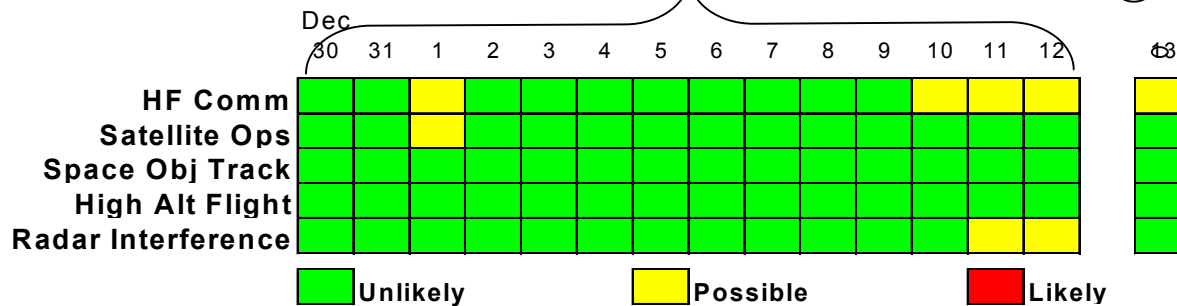 Dec
30 31 1 2 3 4 5 6 7 8 9 10 11 12 13
HF Comm
Satellite Ops
Space Obj Track
High Alt Flight
Radar Interference
Unlikely Possible Likely